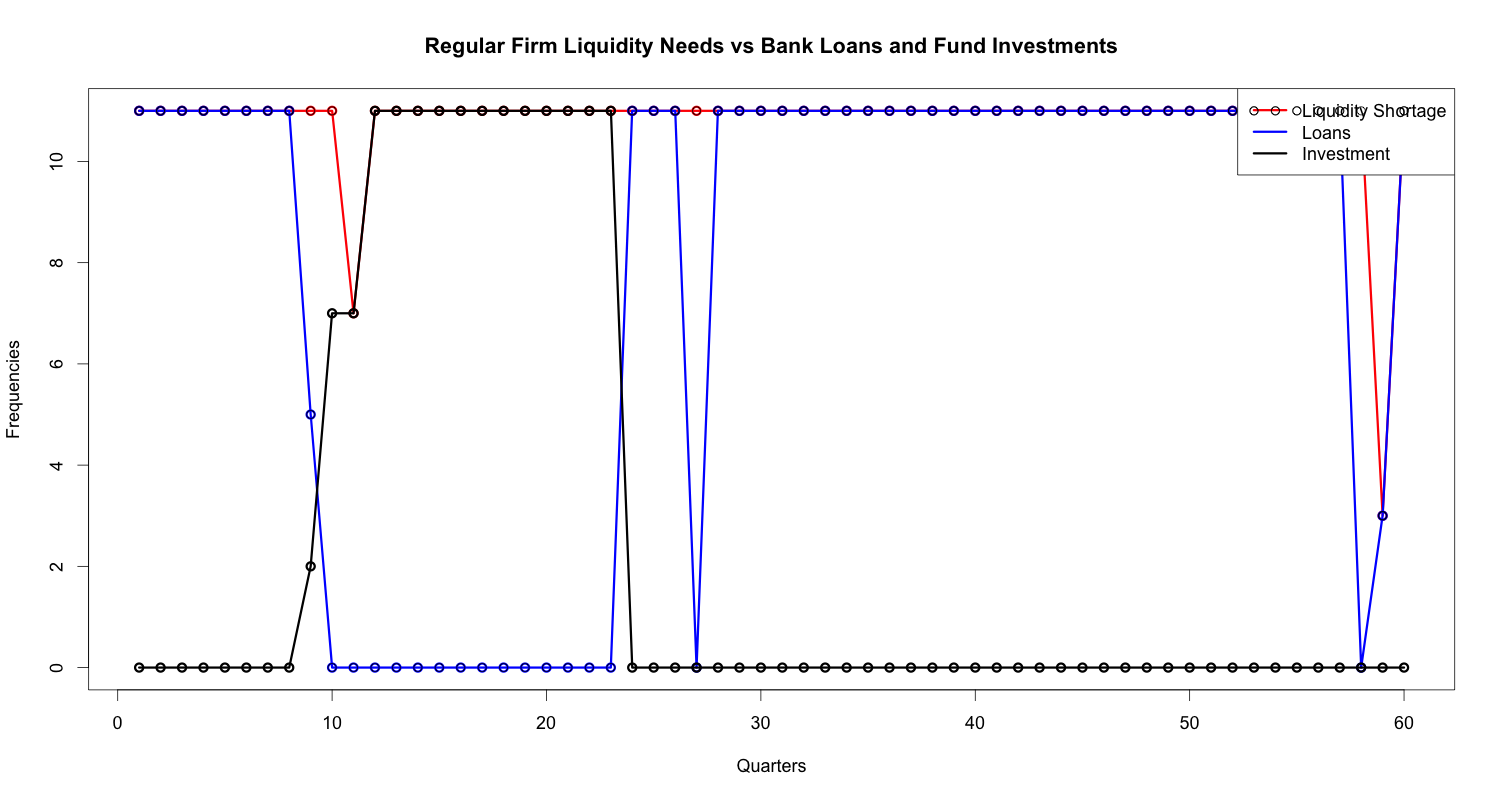 Regular Firm Liquidity Needs vs Bank Loans and Fund Investments
Liquidity Shortage
Loans
Investment
Frequencies
10
8
6
4
2
0
0 10 20 30 40 50 60
Quarters